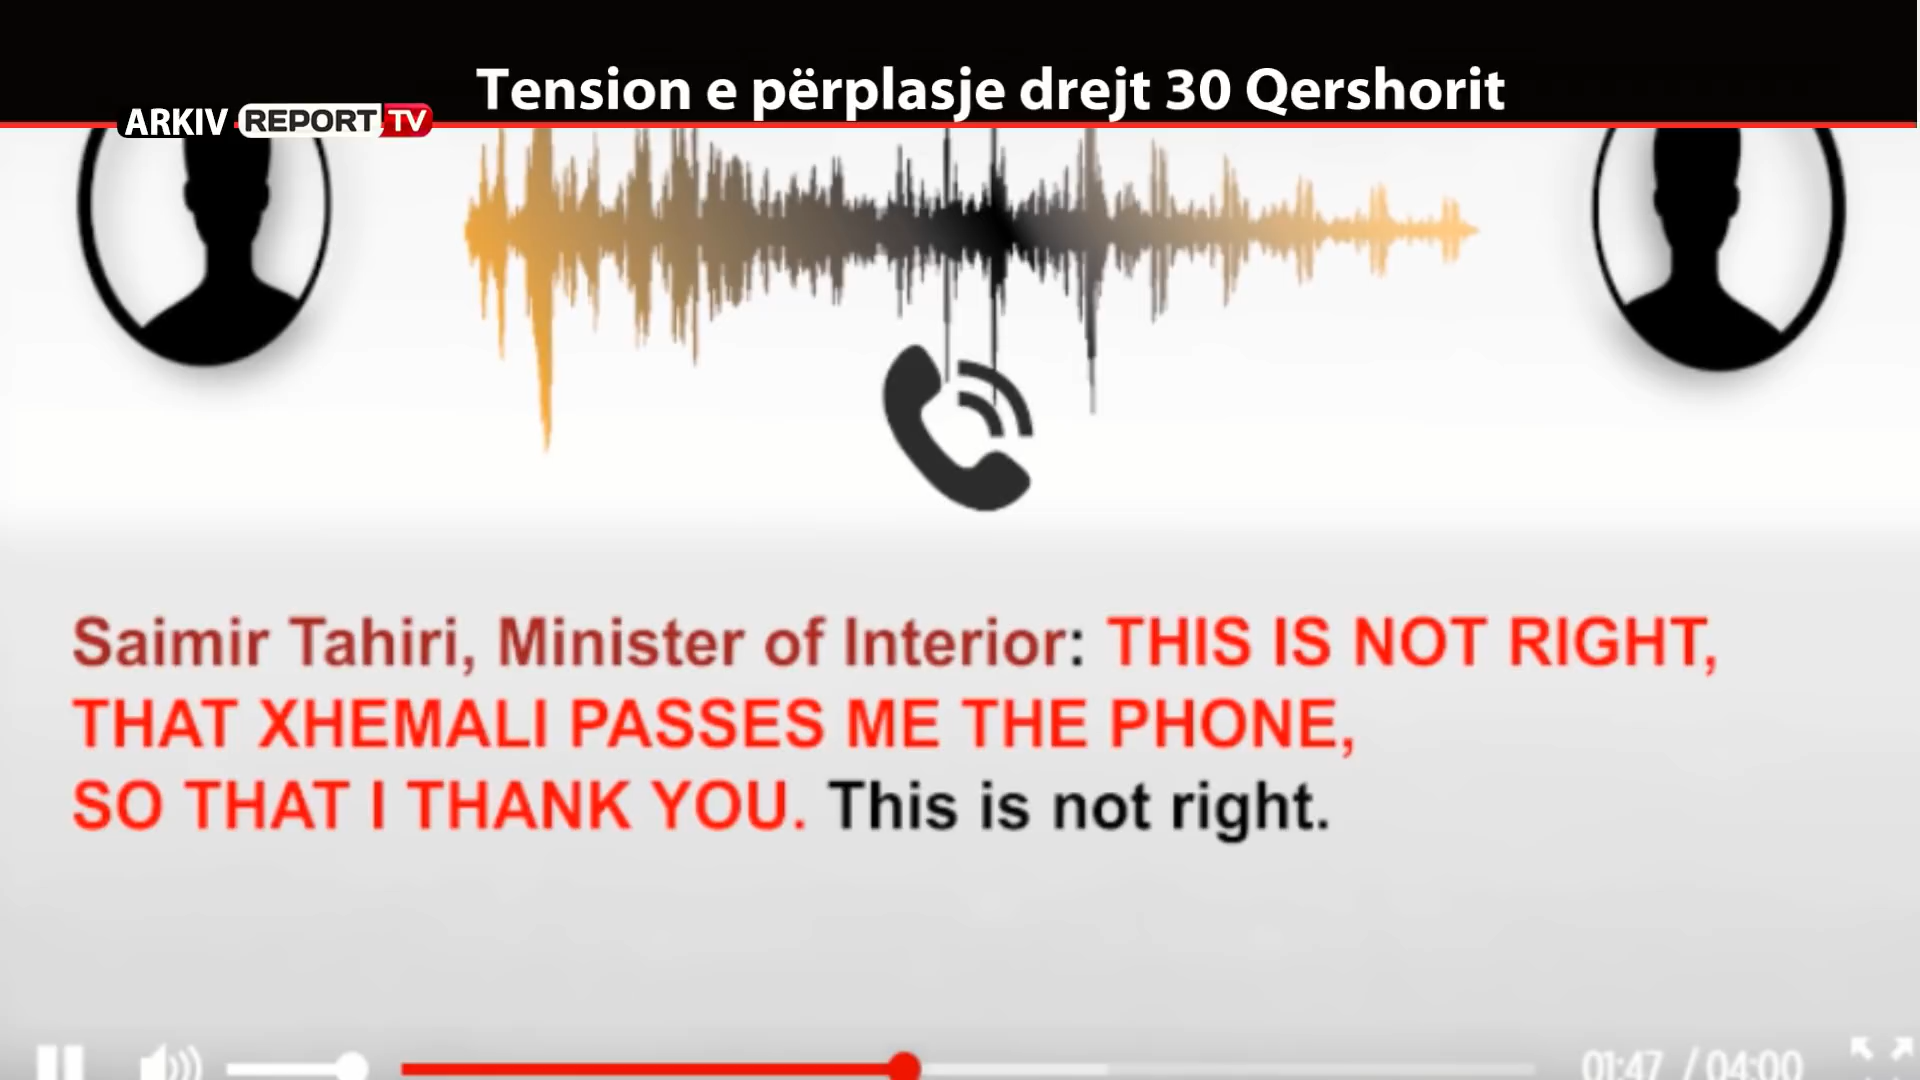 Tension e përplasje drejt 30 Qershorit
ARKIV REPORT TV
Saimir Tahiri, Minister of Interior: THIS IS NOT RIGHT,
THAT XHEMALI PASSES ME THE PHONE,
SO THAT I THANK YOU. This is not right.
01:47 / 04:00